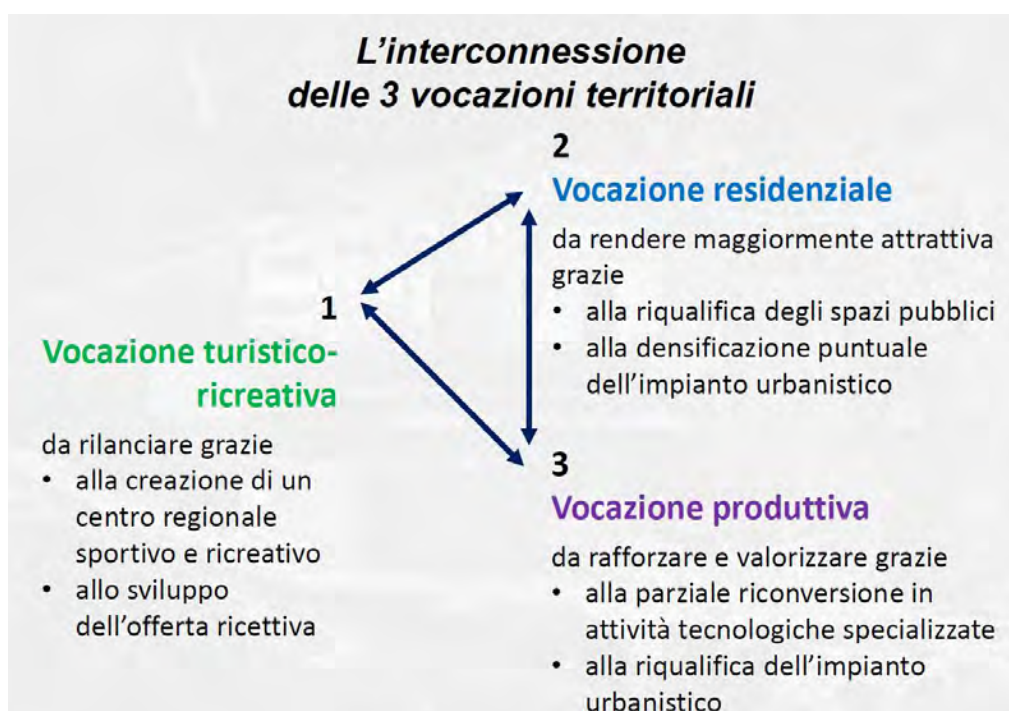 L'interconnessione
delle 3 vocazioni territoriali
1
Vocazione turistico-
ricreativa
da rilanciare grazie
• alla creazione di un
centro regionale
sportivo e ricreativo
• allo sviluppo
dell'offerta ricettiva
2
Vocazione residenziale
da rendere maggiormente attrattiva
grazie
• alla riqualifica degli spazi pubblici
• alla densificazione puntuale
dell'impianto urbanistico
3
Vocazione produttiva
da rafforzare e valorizzare grazie
• alla parziale riconversione in
attività tecnologiche specializzate
• alla riqualifica dell'impianto
urbanistico